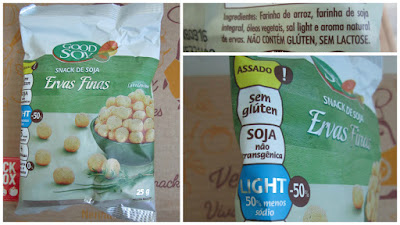 GOOD
SOY
SNACK DE SOJA
Ervas Finas
-50%
25 g
Ingredientes: Farinha de arroz, farinha de soja
integral, óleos vegetais, sal light e aroma natural
de ervas. NÃO CONTÉM GLÚTEN, SEM LACTOSE.
ASSADO !
Sem
glúten
SOJA
não
transgênica
LIGHT -50%
50% menos
sódio
SNACK DE SOJA
Ervas Finas